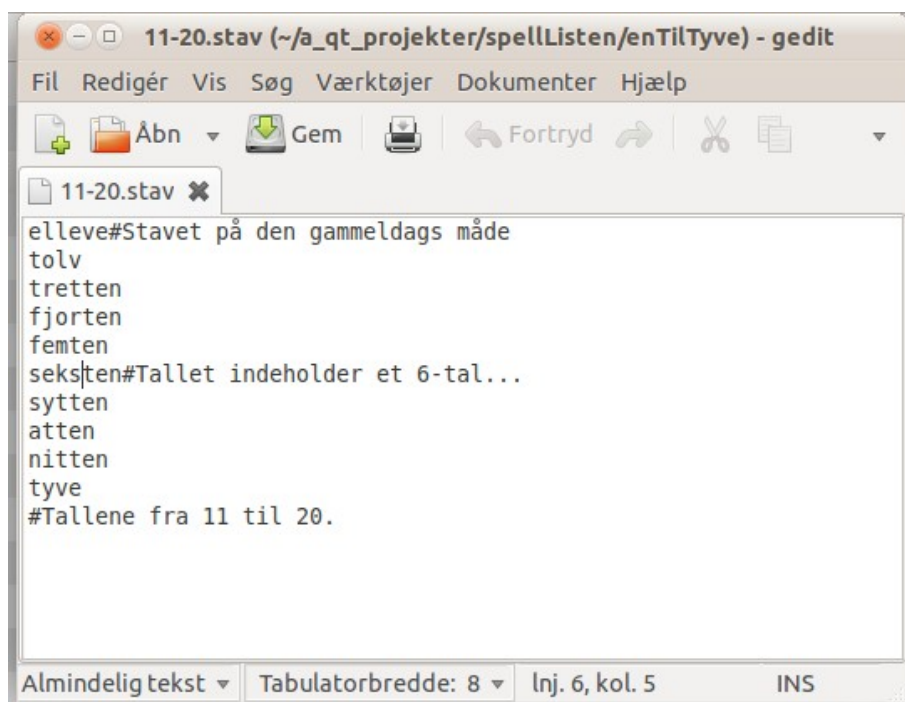 11-20.stav (~/a_qt_projekter/spellListen/enTilTyve) - gedit
Fil Redigér Vis Søg Værktøjer Dokumenter Hjælp
Åbn Gem Fortryd
11-20.stav
elleve#Stavet på den gammeldags måde
tolv
tretten
fjorten
femten
seksten#Tallet indeholder et 6-tal...
sytten
atten
nitten
tyve
#Tallene fra 11 til 20.
Almindelig tekst Tabulatorbredde: 8 lnj. 6, kol. 5 INS